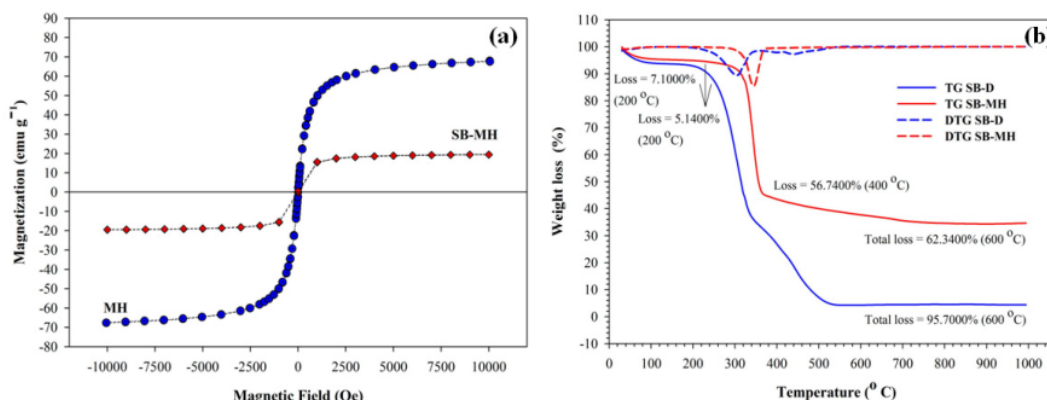 (a)
Magnetization (emu g⁻¹)
90
80
70
60
50
40
30
20
10
0
-10
-20
-30
-40
-50
-60
-70
-80
SB-MH
MH
-10000 -7500 -5000 -2500 0 2500 5000 7500 10000
Magnetic Field (Oe)
(b)
Weight loss (%)
110
100
90
80
70
60
50
40
30
20
10
0
-10
Loss = 7.1000%
(200 °C)
Loss = 5.1400%
(200 °C)
TG SB-D
TG SB-MH
DTG SB-D
DTG SB-MH
Loss = 56.7400% (400 °C)
Total loss = 62.3400% (600 °C)
Total loss = 95.7000% (600 °C)
0 100 200 300 400 500 600 700 800 900 1000
Temperature (° C)